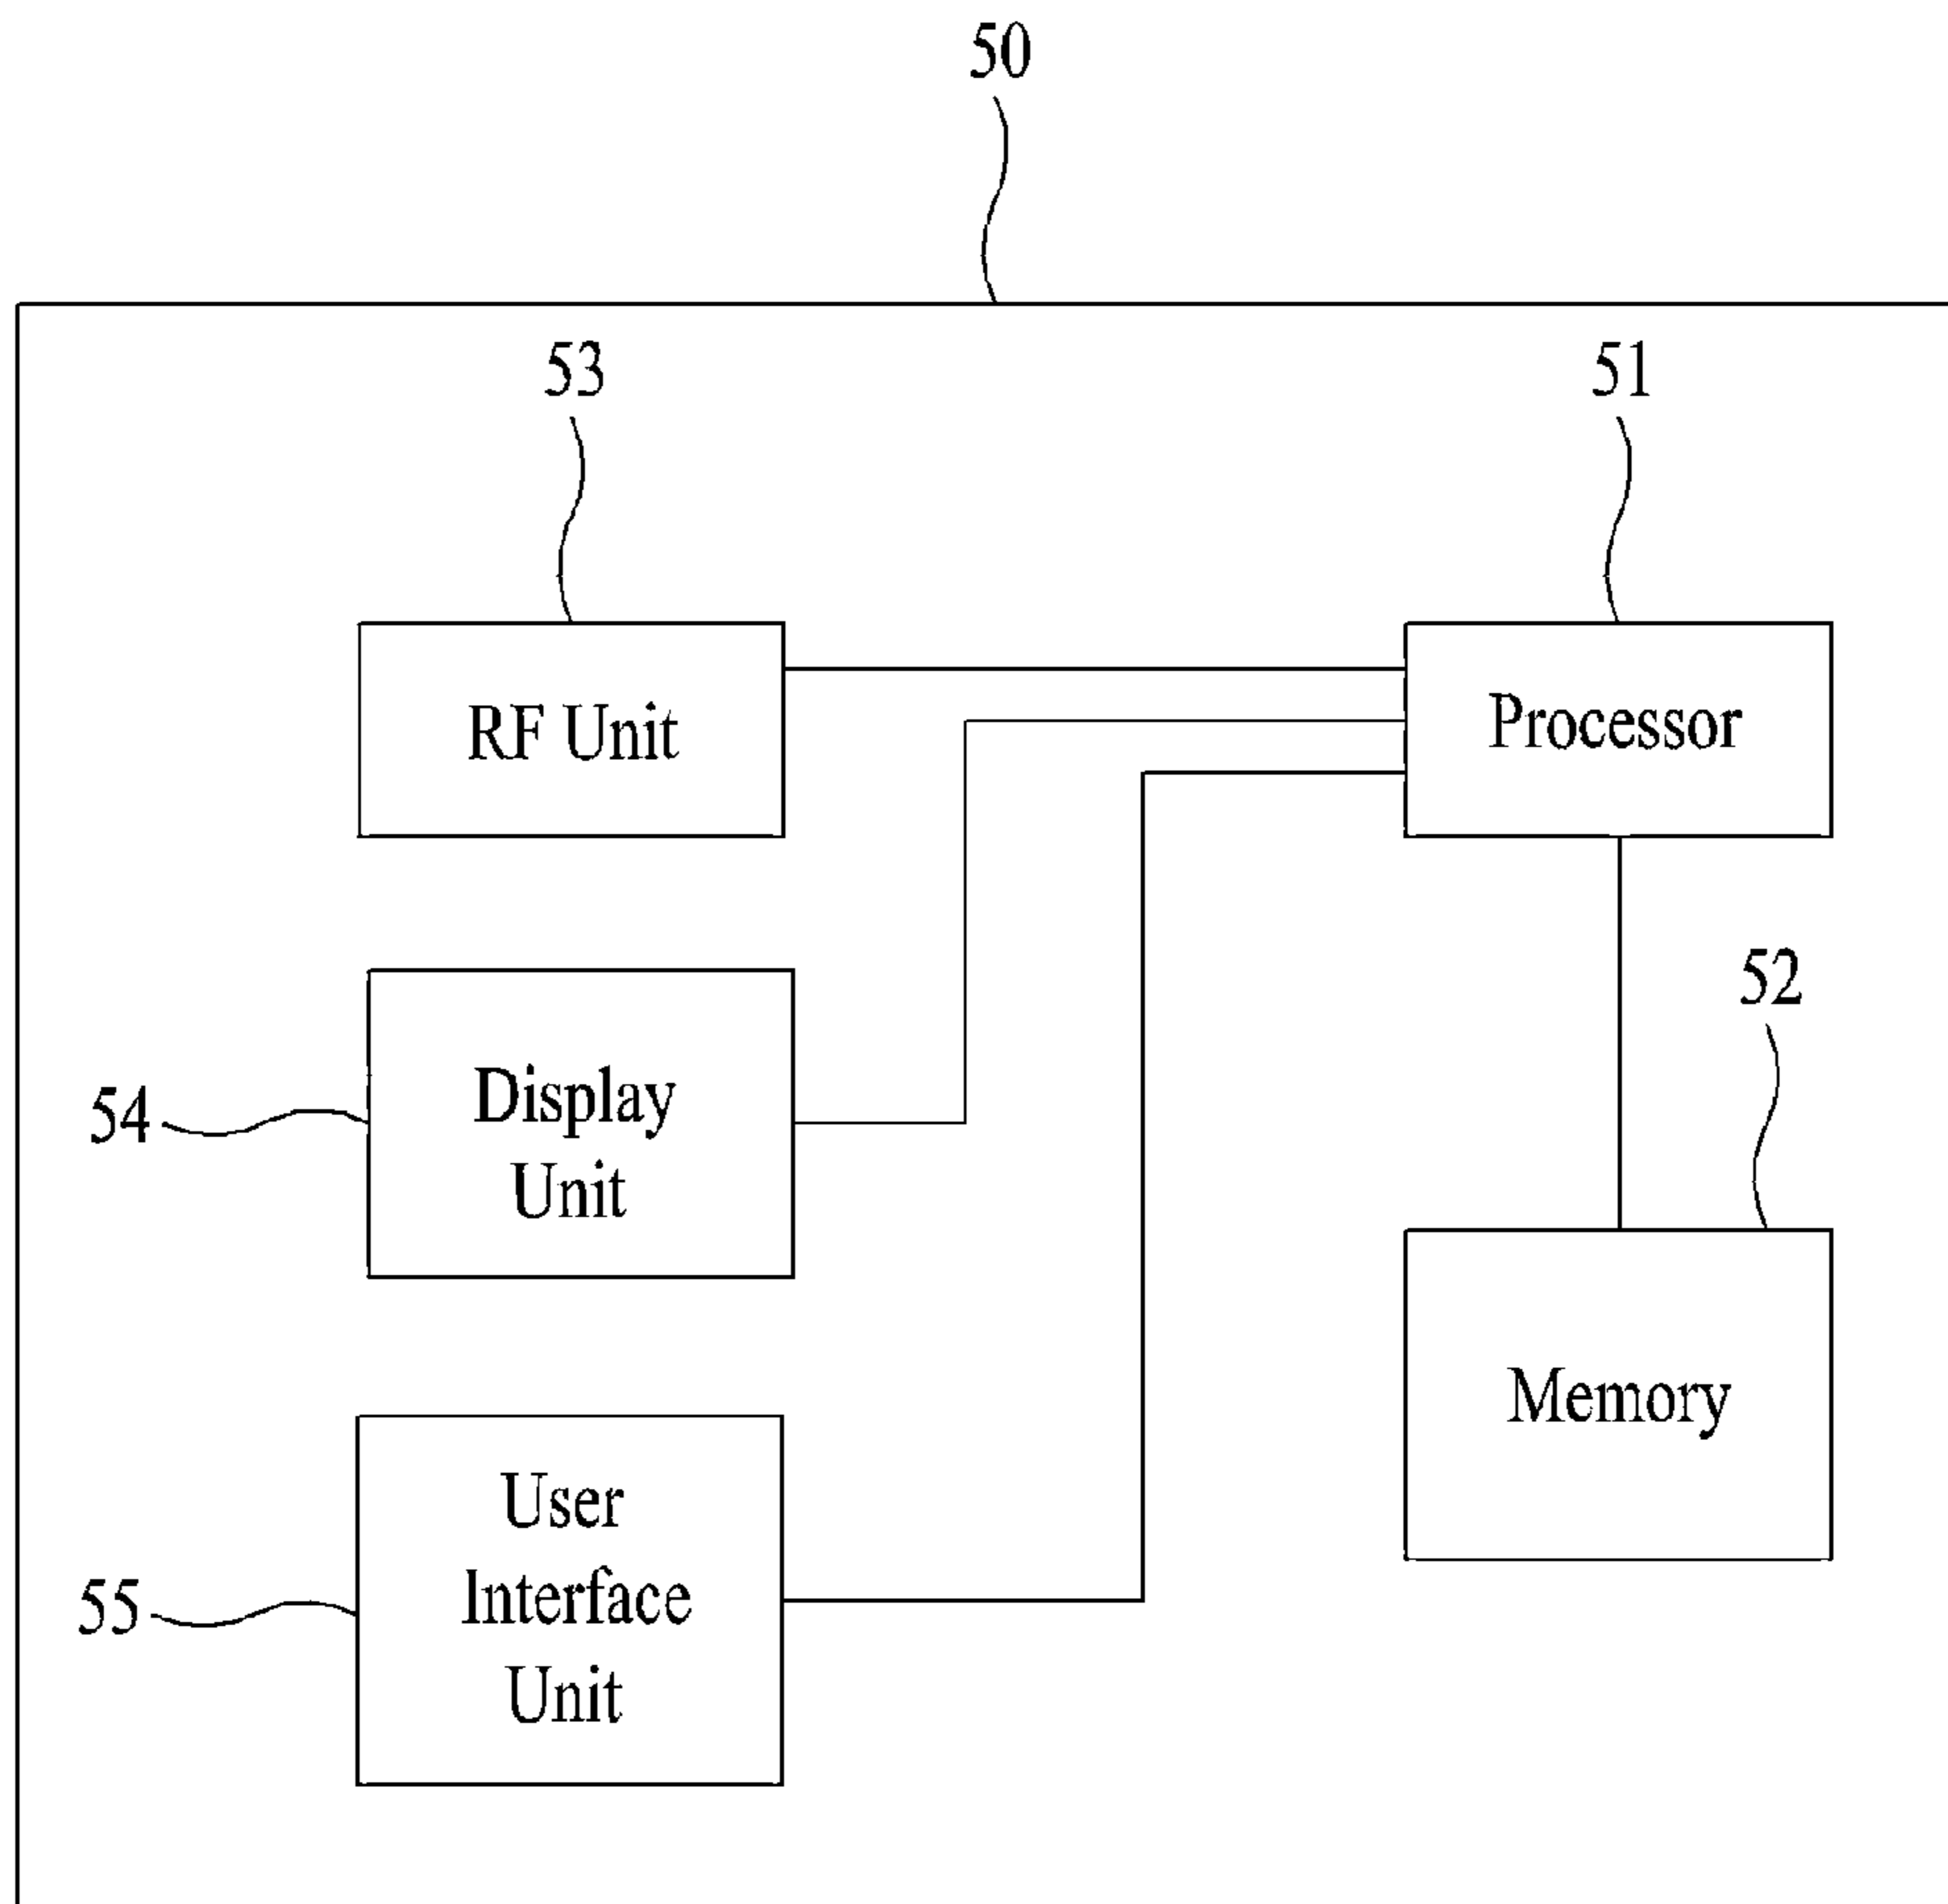 50
53
51
RF Unit
Processor
52
54
Display
Unit
Memory
55
User
Interface
Unit